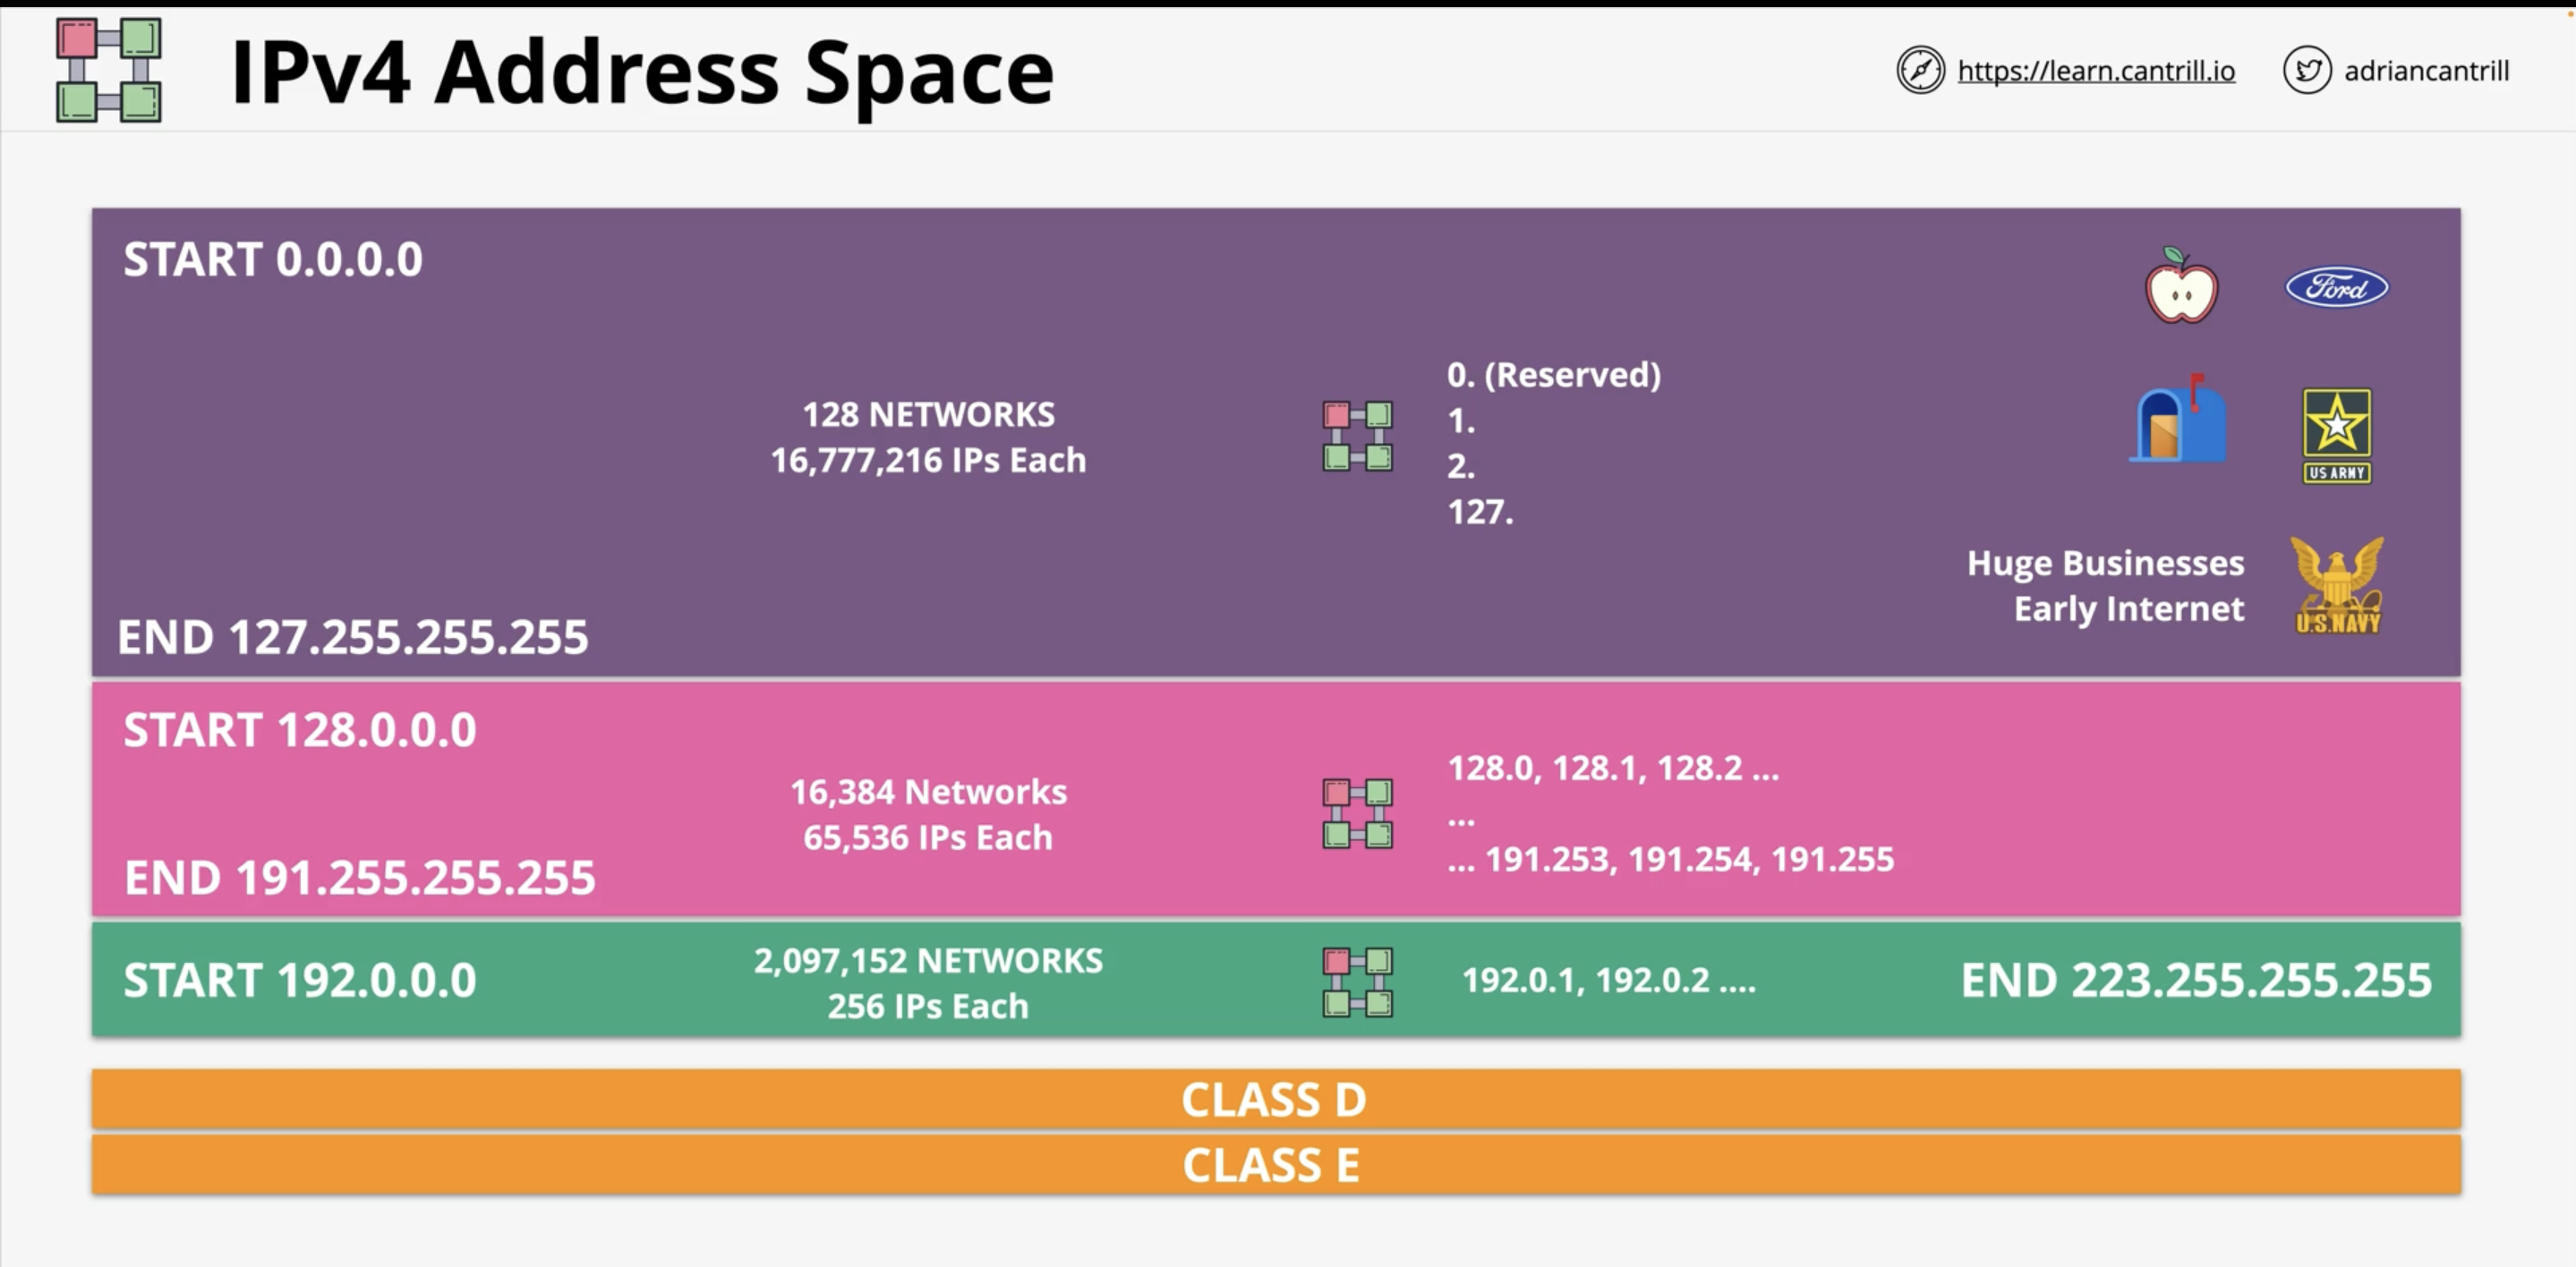 IPv4 Address Space
https://learn.cantrill.io
adriancantrill
START 0.0.0.0
128 NETWORKS
16,777,216 IPs Each
0. (Reserved)
1.
2.
127.
Ford
US ARMY
Huge Businesses
Early Internet
U.S.NAVY
END 127.255.255.255
START 128.0.0.0
16,384 Networks
65,536 IPs Each
128.0, 128.1, 128.2 ...
...
... 191.253, 191.254, 191.255
END 191.255.255.255
START 192.0.0.0
2,097,152 NETWORKS
256 IPs Each
192.0.1, 192.0.2 ....
END 223.255.255.255
CLASS D
CLASS E